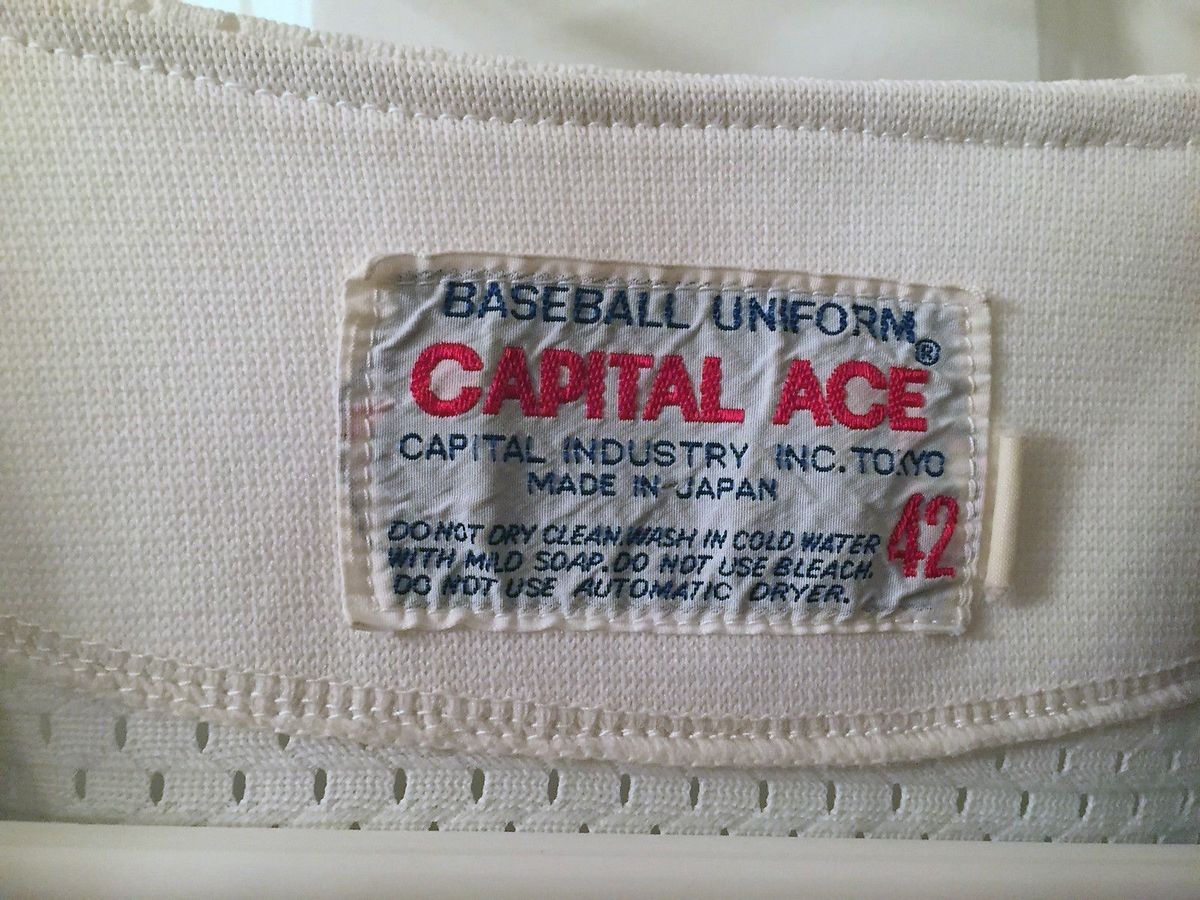 BASEBALL UNIFORM®
CAPITAL ACE
CAPITAL INDUSTRY INC. TOKYO
MADE IN JAPAN
DO NOT DRY CLEAN. WASH IN COLD WATER
WITH MILD SOAP. DO NOT USE BLEACH.
DO NOT USE AUTOMATIC DRYER.
42